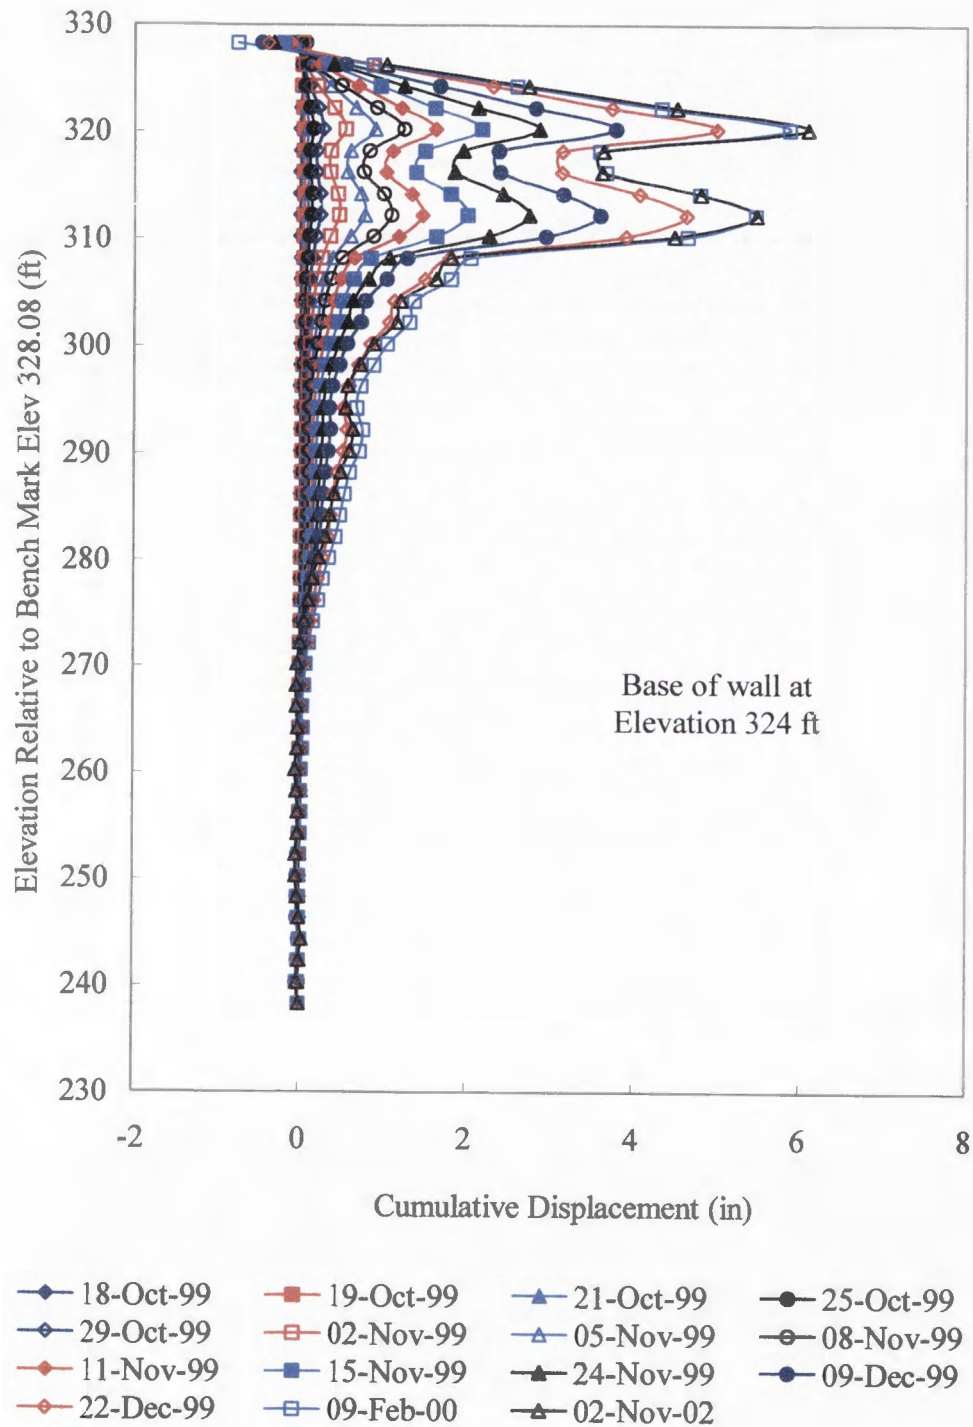 330
320
310
300
290
280
270
260
250
240
230
Elevation Relative to Bench Mark Elev 328.08 (ft)
Base of wall at
Elevation 324 ft
-2 0 2 4 6 8
Cumulative Displacement (in)
18-Oct-99 19-Oct-99 21-Oct-99 25-Oct-99
29-Oct-99 02-Nov-99 05-Nov-99 08-Nov-99
11-Nov-99 15-Nov-99 24-Nov-99 09-Dec-99
22-Dec-99 09-Feb-00 02-Nov-02